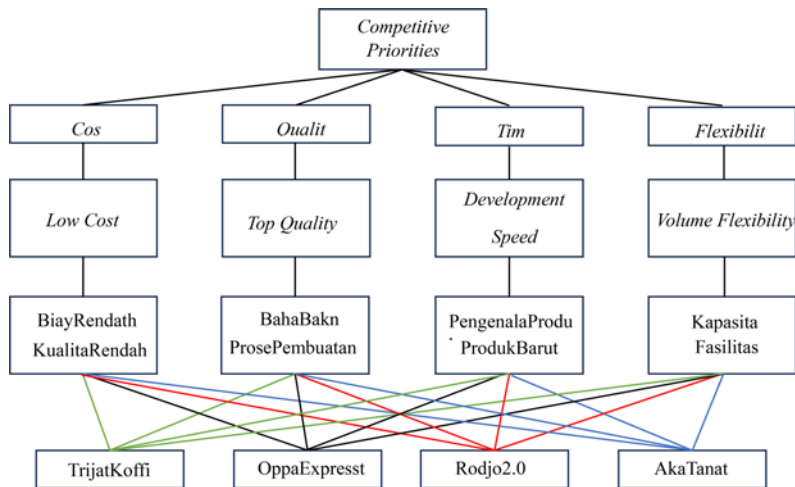 Competitive
Priorities
Cos
Oualit
Tim
Flexibilit
Low Cost
Top Quality
Development
Speed
Volume Flexibility
BiayRendath
KualitaRendah
BahaBakn
ProsePembuatan
PengenalaProdu
ProdukBarut
Kapasita
Fasilitas
TrijatKoffi
OppaExpresst
Rodjo2.0
AkaTanat